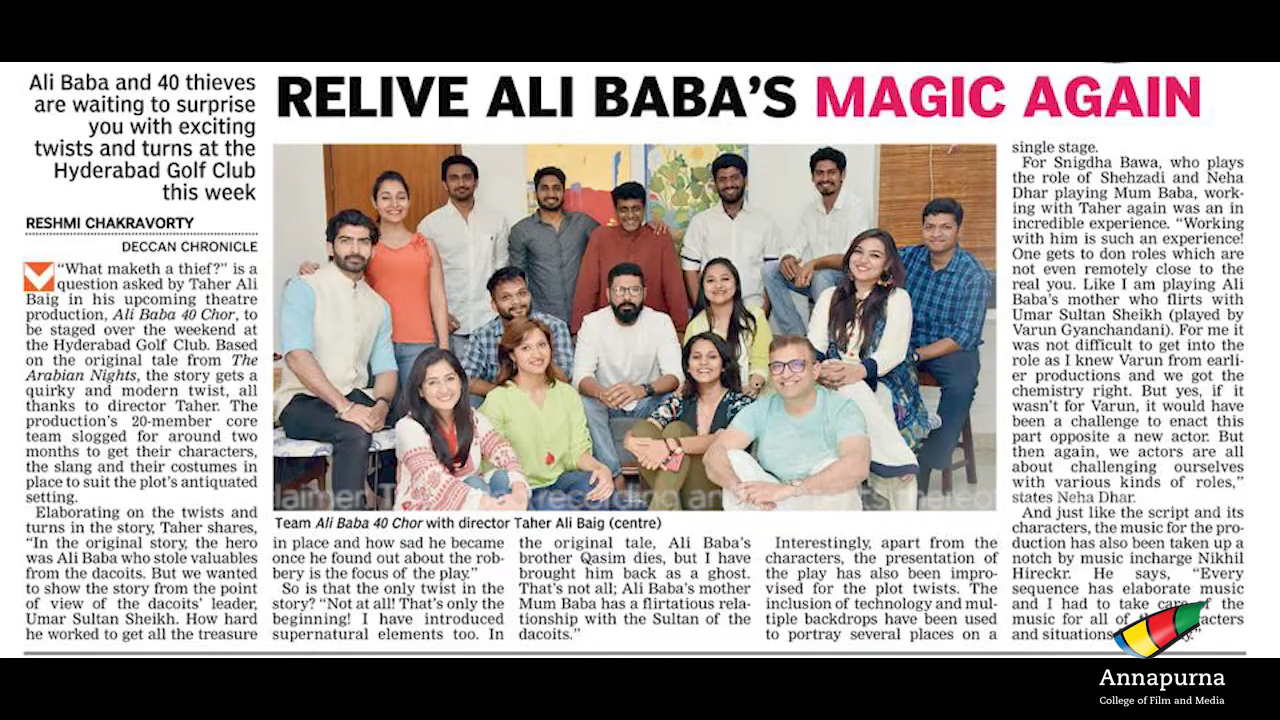 Ali Baba and 40 thieves
are waiting to surprise
you with exciting
twists and turns at the
Hyderabad Golf Club
this week
RELIVE ALI BABA'S MAGIC AGAIN
RESHMI CHAKRAVORTY
DECCAN CHRONICLE
"What maketh a thief?" is a
question asked by Taher Ali
Baig in his upcoming theatre
production, Ali Baba 40 Chor, to
be staged over the weekend at
the Hyderabad Golf Club. Based
on the original tale from The
Arabian Nights, the story gets a
quirky and modern twist, all
thanks to director Taher. The
production's 20-member core
team slogged for around two
months to get their characters,
the slang and their costumes in
place to suit the plot's antiquated
setting.
Elaborating on the twists and
turns in the story, Taher shares,
"In the original story, the hero
was Ali Baba who stole valuables
from the dacoits. But we wanted
to show the story from the point
of view of the dacoits' leader,
Umar Sultan Sheikh. How hard
he worked to get all the treasure
Team Ali Baba 40 Chor with director Taher Ali Baig (centre)
in place and how sad he became
once he found out about the rob-
bery is the focus of the play."
So is that the only twist in the
story? "Not at all! That's only the
beginning! I have introduced
supernatural elements too. In
the original tale, Ali Baba's
brother Qasim dies, but I have
brought him back as a ghost.
That's not all; Ali Baba's mother
Mum Baba has a flirtatious rela-
tionship with the Sultan of the
dacoits."
Interestingly, apart from the
characters, the presentation of
the play has also been impro-
vised for the plot twists. The
inclusion of technology and mul-
tiple backdrops have been used
to portray several places on a
single stage.
For Snigdha Bawa, who plays
the role of Shehzadi and Neha
Dhar playing Mum Baba, work-
ing with Taher again was an in
incredible experience. "Working
with him is such an experience!
One gets to don roles which are
not even remotely close to the
real you. Like I am playing Ali
Baba's mother who flirts with
Umar Sultan Sheikh (played by
Varun Gyanchandani). For me it
was not difficult to get into the
role as I knew Varun from earli-
er productions and we got the
chemistry right. But yes, if it
wasn't for Varun, it would have
been a challenge to enact this
part opposite a new actor. But
then again, we actors are all
about challenging ourselves
with various kinds of roles,"
states Neha Dhar.
And just like the script and its
characters, the music for the pro-
duction has also been taken up a
notch by music incharge Nikhil
Hireckr. He says, "Every
sequence has elaborate music
and I had to take care of the
music for all of
and situations
recording and
Annapurna
College of Film and Media